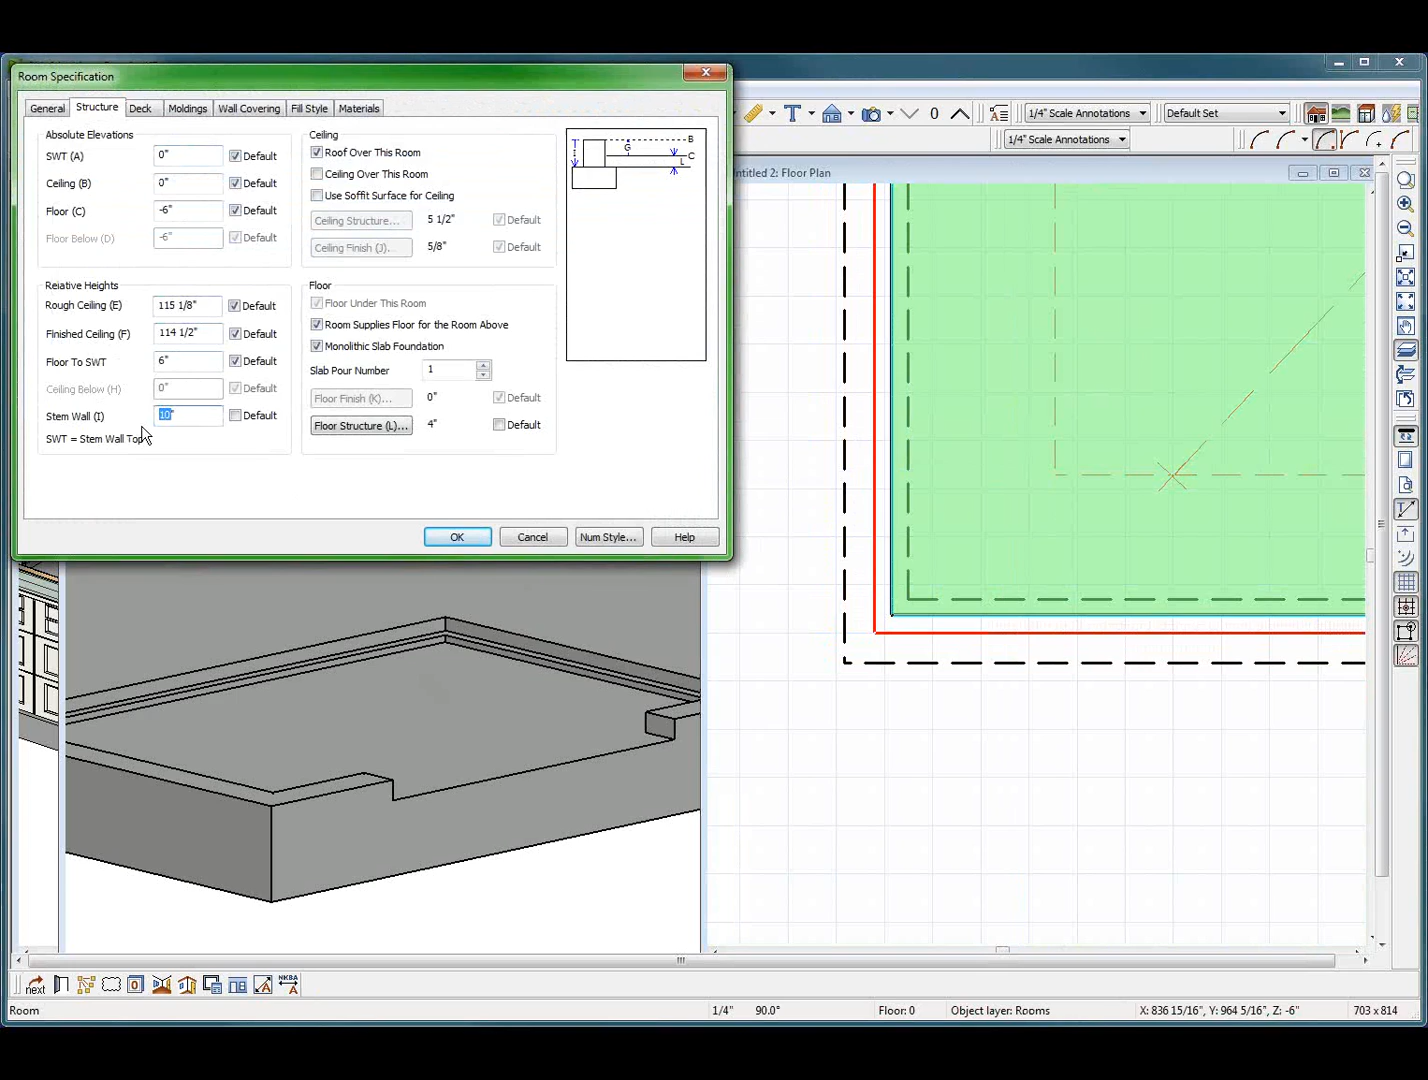 Room Specification
General Structure Deck Moldings Wall Covering Fill Style Materials
Absolute Elevations
SWT (A) 0" Default
Ceiling (B) 0" Default
Floor (C) -6" Default
Floor Below (D) -6" Default
Relative Heights
Rough Ceiling (E) 115 1/8" Default
Finished Ceiling (F) 114 1/2" Default
Floor To SWT 6" Default
Ceiling Below (H) 0" Default
Stem Wall (I) 10" Default
SWT = Stem Wall Top
Ceiling
Roof Over This Room
Ceiling Over This Room
Use Soffit Surface for Ceiling
Ceiling Structure... 5 1/2" Default
Ceiling Finish (J)... 5/8" Default
Floor
Floor Under This Room
Room Supplies Floor for the Room Above
Monolithic Slab Foundation
Slab Pour Number 1
Floor Finish (K)... 0" Default
Floor Structure (L)... 4" Default
B
G
C
I
L
OK Cancel Num Style... Help
T 0 1/4" Scale Annotations Default Set
1/4" Scale Annotations
ntitled 2: Floor Plan
next 0 A NKBA A
Room 1/4" 90.0° Floor: 0 Object layer: Rooms X: 836 15/16", Y: 964 5/16", Z: -6" 703 x 814